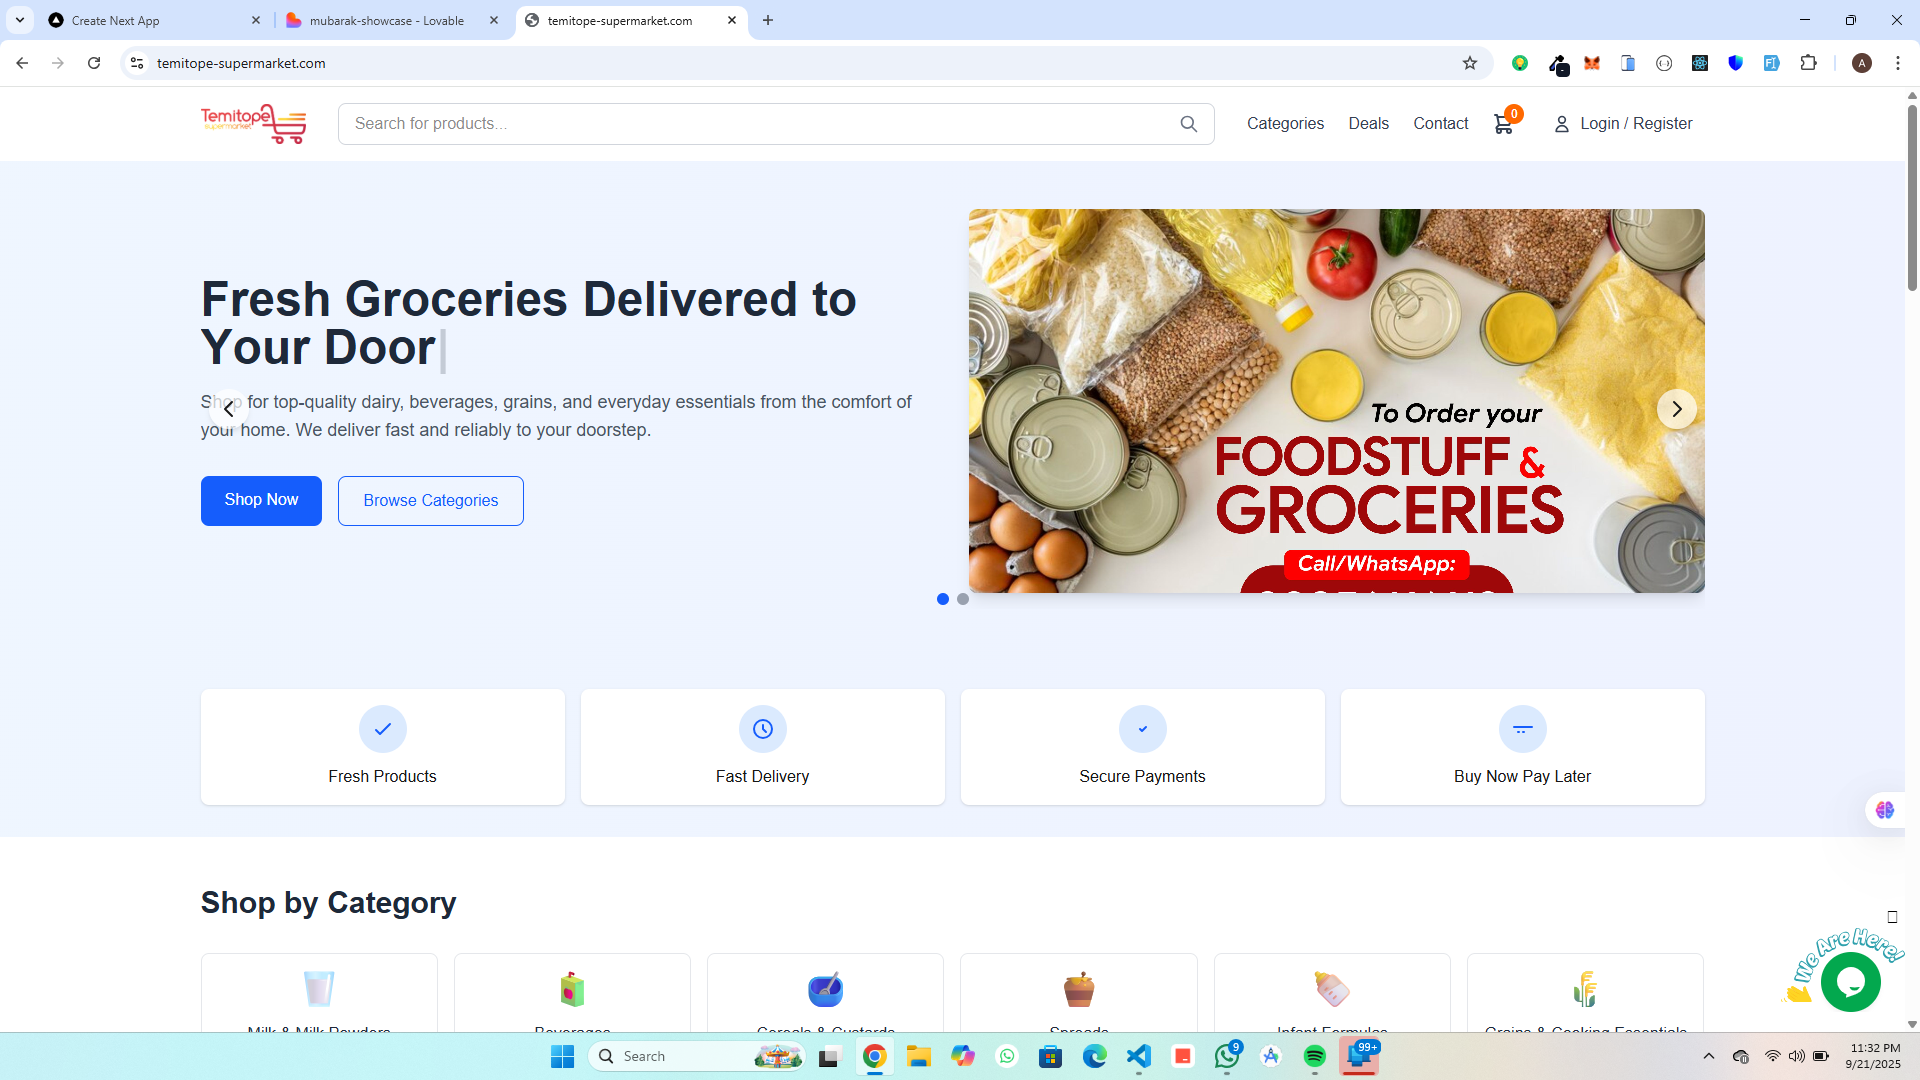 Create Next App
mubarak-showcase - Lovable
temitope-supermarket.com
temitope-supermarket.com
A
Temitope
supermarket
Search for products...
Categories
Deals
Contact
0
Login / Register
Fresh Groceries Delivered to
Your Door
Shop for top-quality dairy, beverages, grains, and everyday essentials from the comfort of
your home. We deliver fast and reliably to your doorstep.
Shop Now
Browse Categories
To Order your
FOODSTUFF &
GROCERIES
Call/WhatsApp:
Fresh Products
Fast Delivery
Secure Payments
Buy Now Pay Later
Shop by Category
Milk & Milk Powders
Beverages
Cereals & Custards
Spreads
Infant Formulas
Grains & Cooking Essentials
We Are Here!
Search
9
99+
11:32 PM
9/21/2025